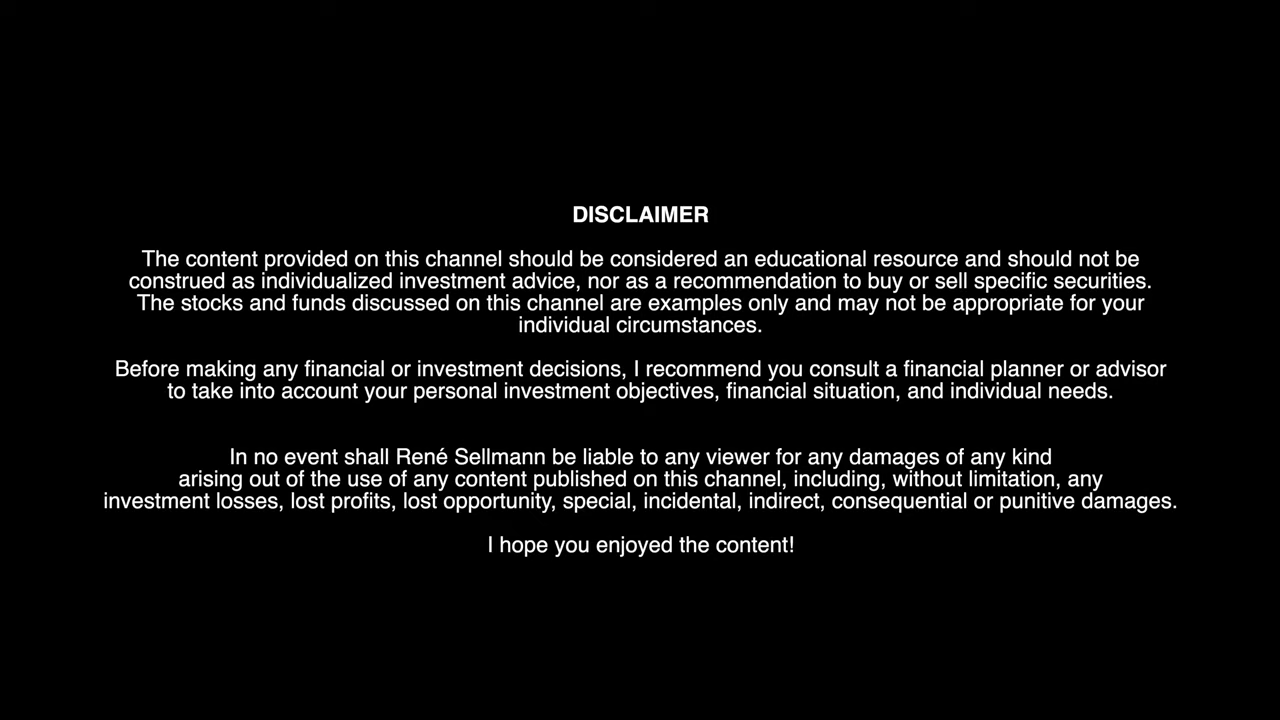 DISCLAIMER
The content provided on this channel should be considered an educational resource and should not be
construed as individualized investment advice, nor as a recommendation to buy or sell specific securities.
The stocks and funds discussed on this channel are examples only and may not be appropriate for your
individual circumstances.
Before making any financial or investment decisions, I recommend you consult a financial planner or advisor
to take into account your personal investment objectives, financial situation, and individual needs.
In no event shall René Sellmann be liable to any viewer for any damages of any kind
arising out of the use of any content published on this channel, including, without limitation, any
investment losses, lost profits, lost opportunity, special, incidental, indirect, consequential or punitive damages.
I hope you enjoyed the content!